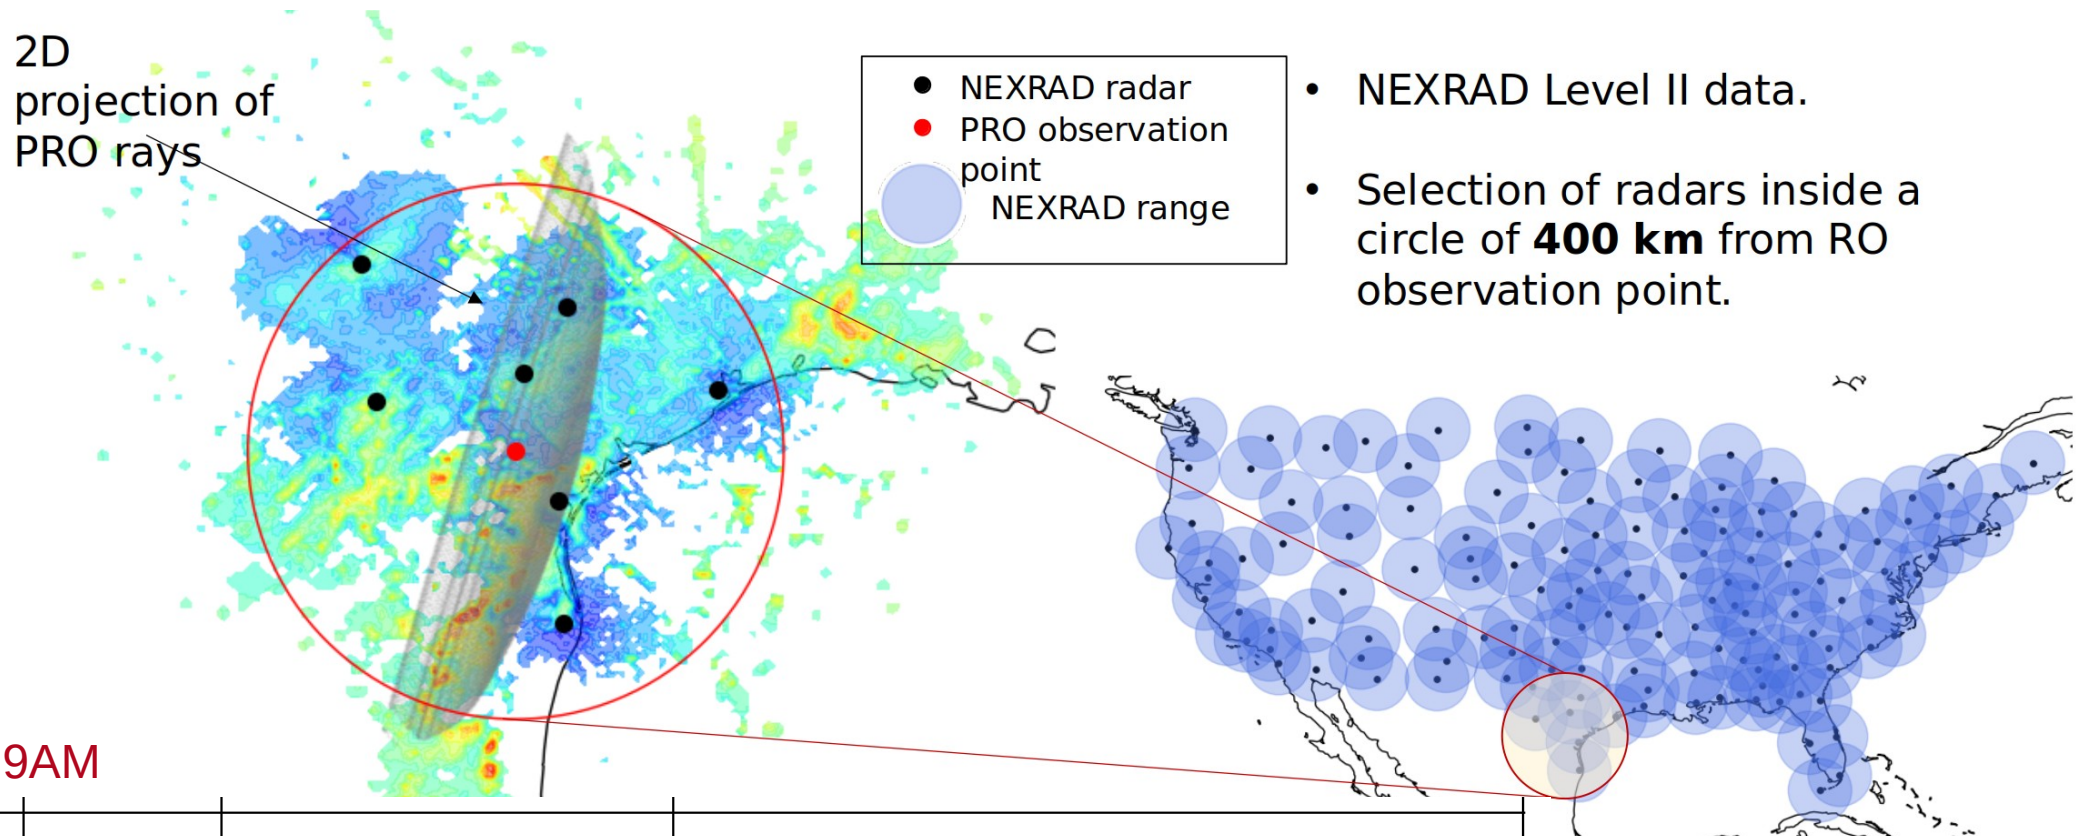 2D
projection of
PRO rays
NEXRAD radar
PRO observation
point
NEXRAD range
• NEXRAD Level II data.
• Selection of radars inside a
circle of 400 km from RO
observation point.
9AM